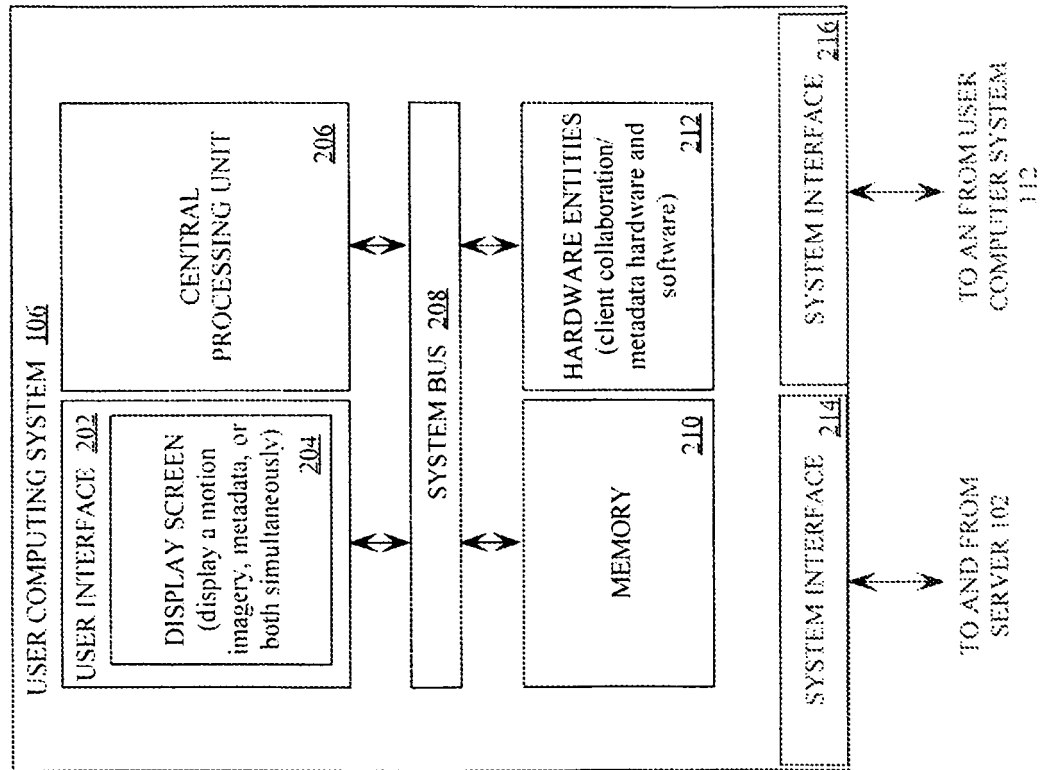 USER COMPUTING SYSTEM 106
USER INTERFACE 202
DISPLAY SCREEN
(display a motion
imagery, metadata, or
both simultaneously)
204
CENTRAL
PROCESSING UNIT
206
SYSTEM BUS 208
MEMORY
210
HARDWARE ENTITIES
(client collaboration/
metadata hardware and
software)
212
SYSTEM INTERFACE
214
SYSTEM INTERFACE
216
TO AND FROM
SERVER 102
TO AN FROM USER
COMPUTER SYSTEM
112